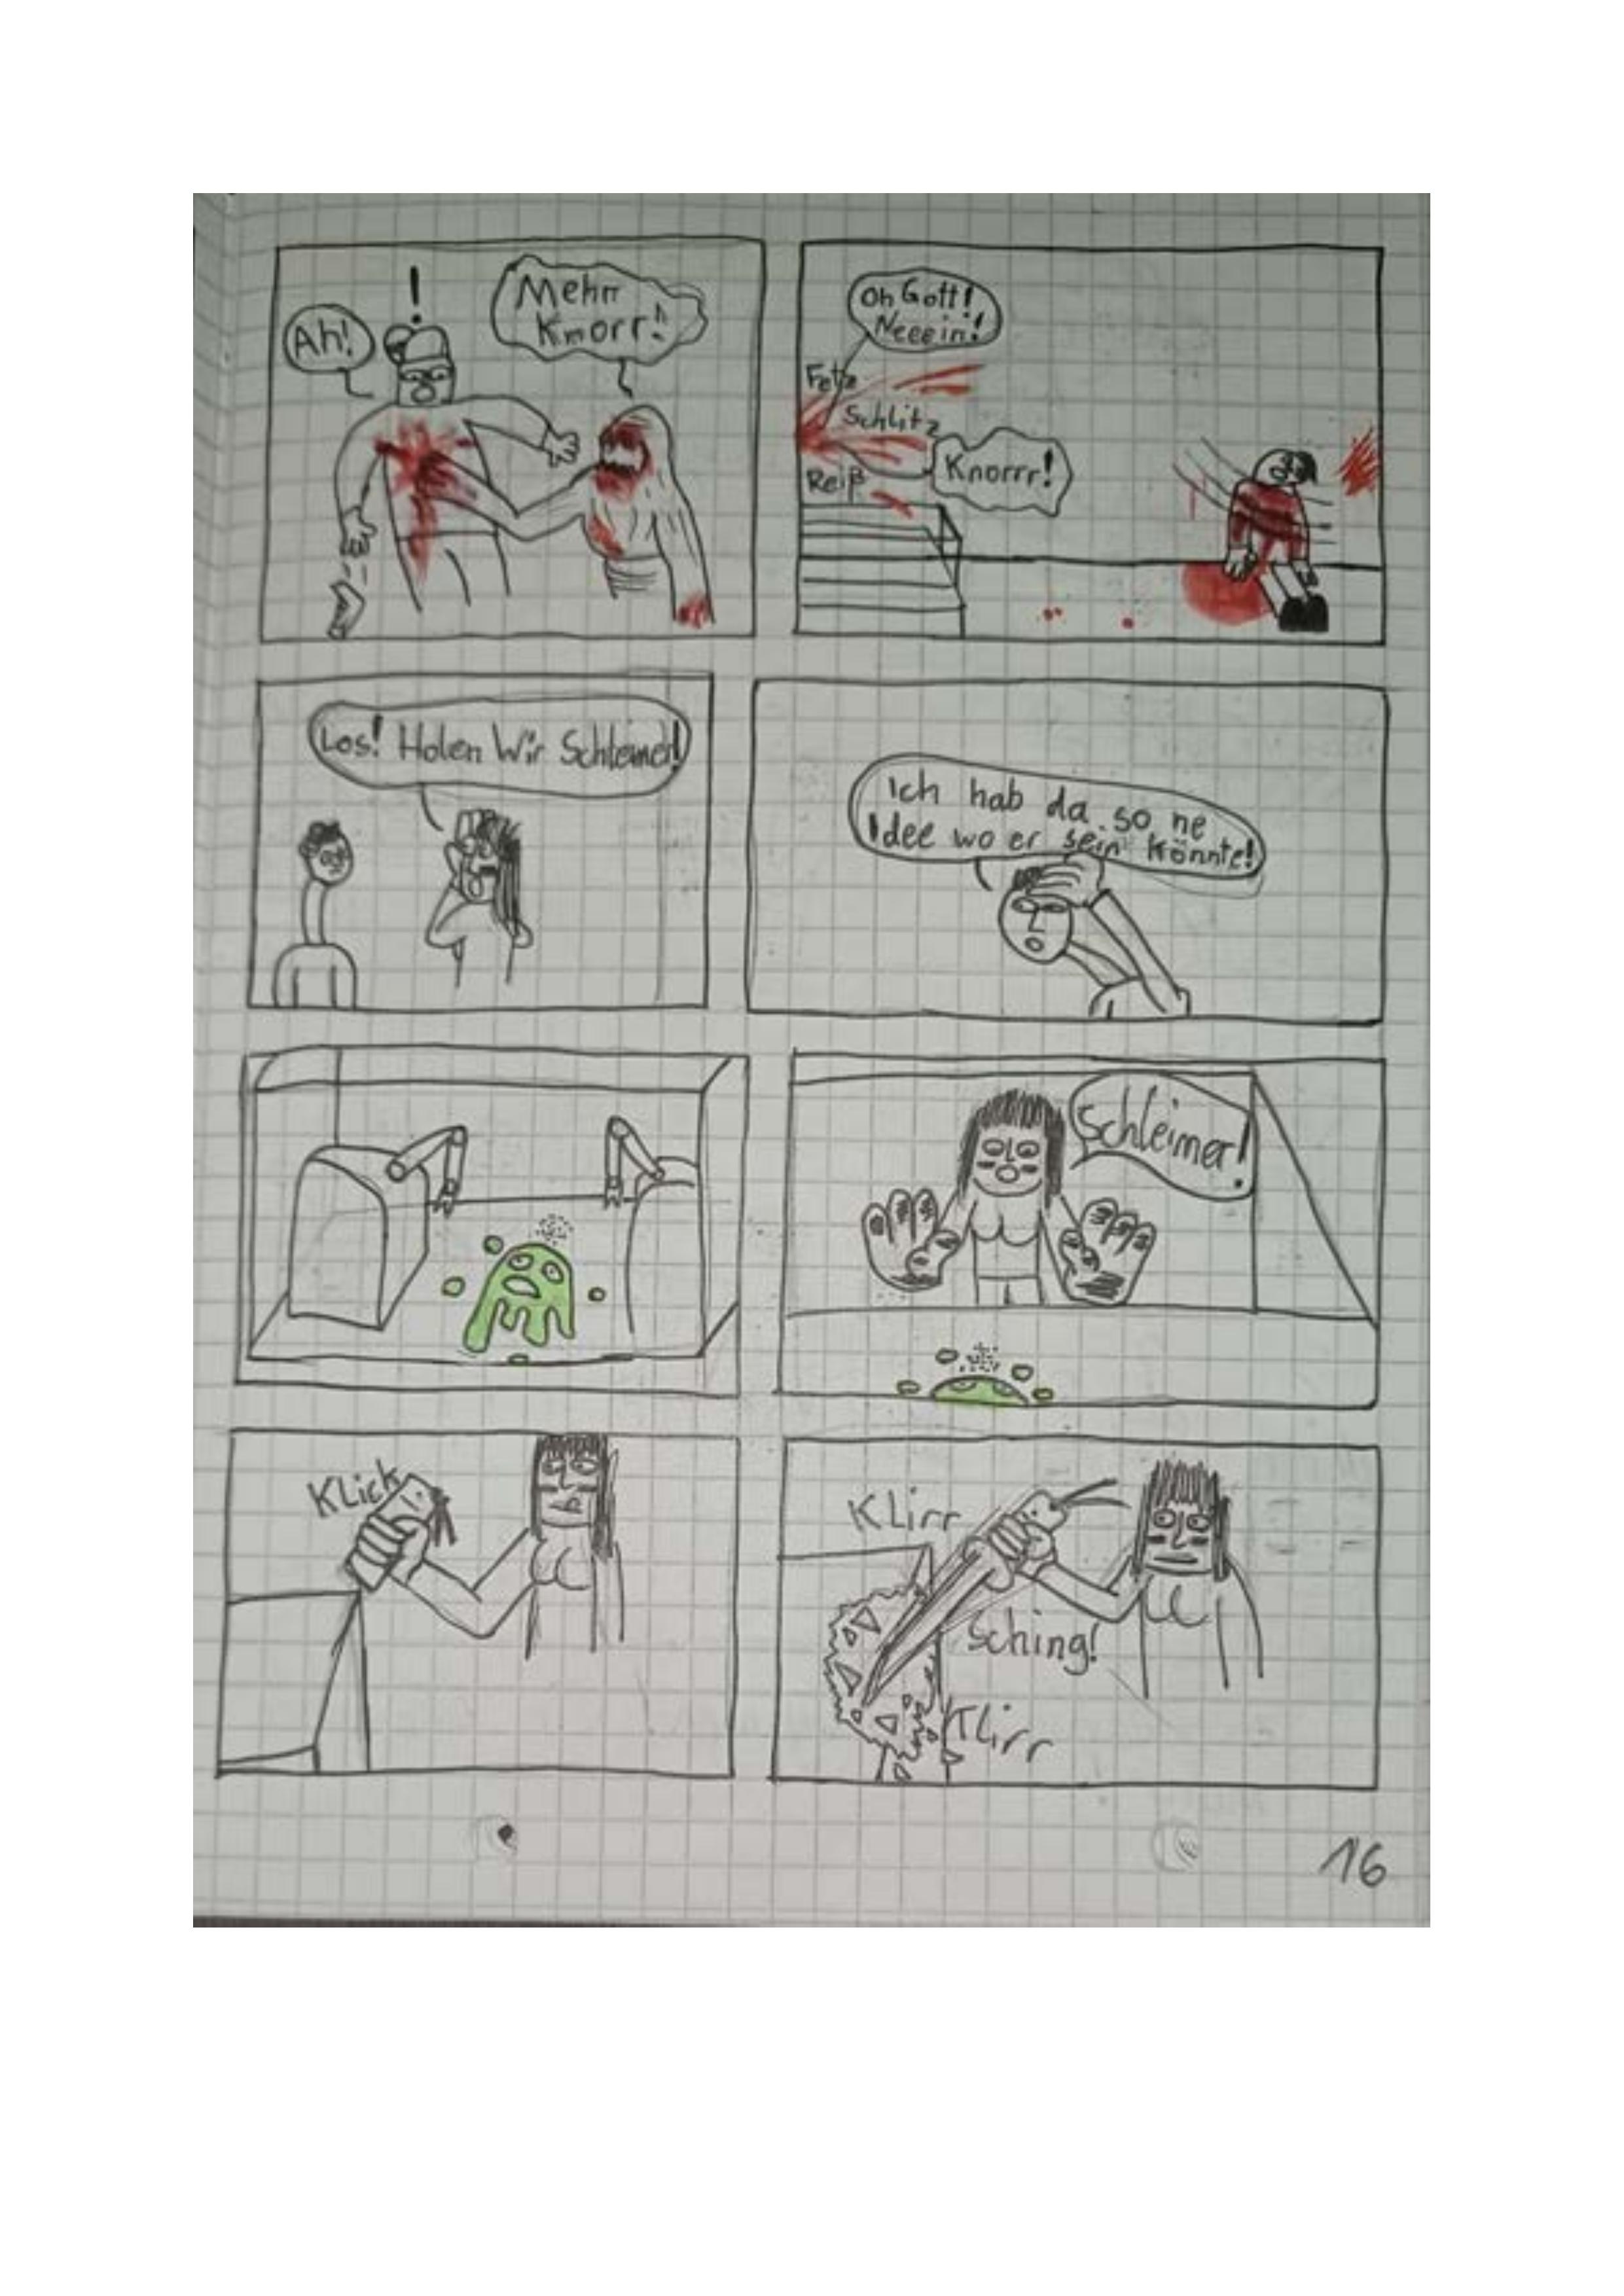 Ah!
!
Mehrr
Knorr!
Oh Gott!
Neeein!
Fetz
Schlitz
Reiß
Knorrr!
Los! Holen Wir Schleimer!
Ich hab da so ne
Idee wo er sein könnte!
Schleimer!
Klick
Klirr
Sching!
Klirr
16